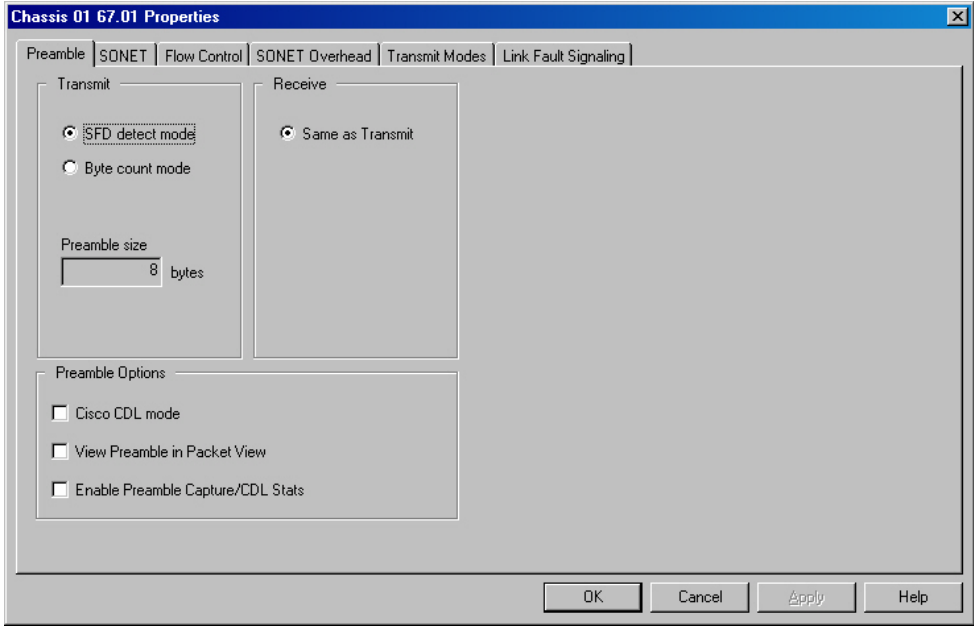 Chassis 01 67.01 Properties
Preamble SONET Flow Control SONET Overhead Transmit Modes Link Fault Signaling
Transmit
SFD detect mode
Byte count mode
Preamble size
8 bytes
Receive
Same as Transmit
Preamble Options
Cisco CDL mode
View Preamble in Packet View
Enable Preamble Capture/CDL Stats
OK Cancel Apply Help